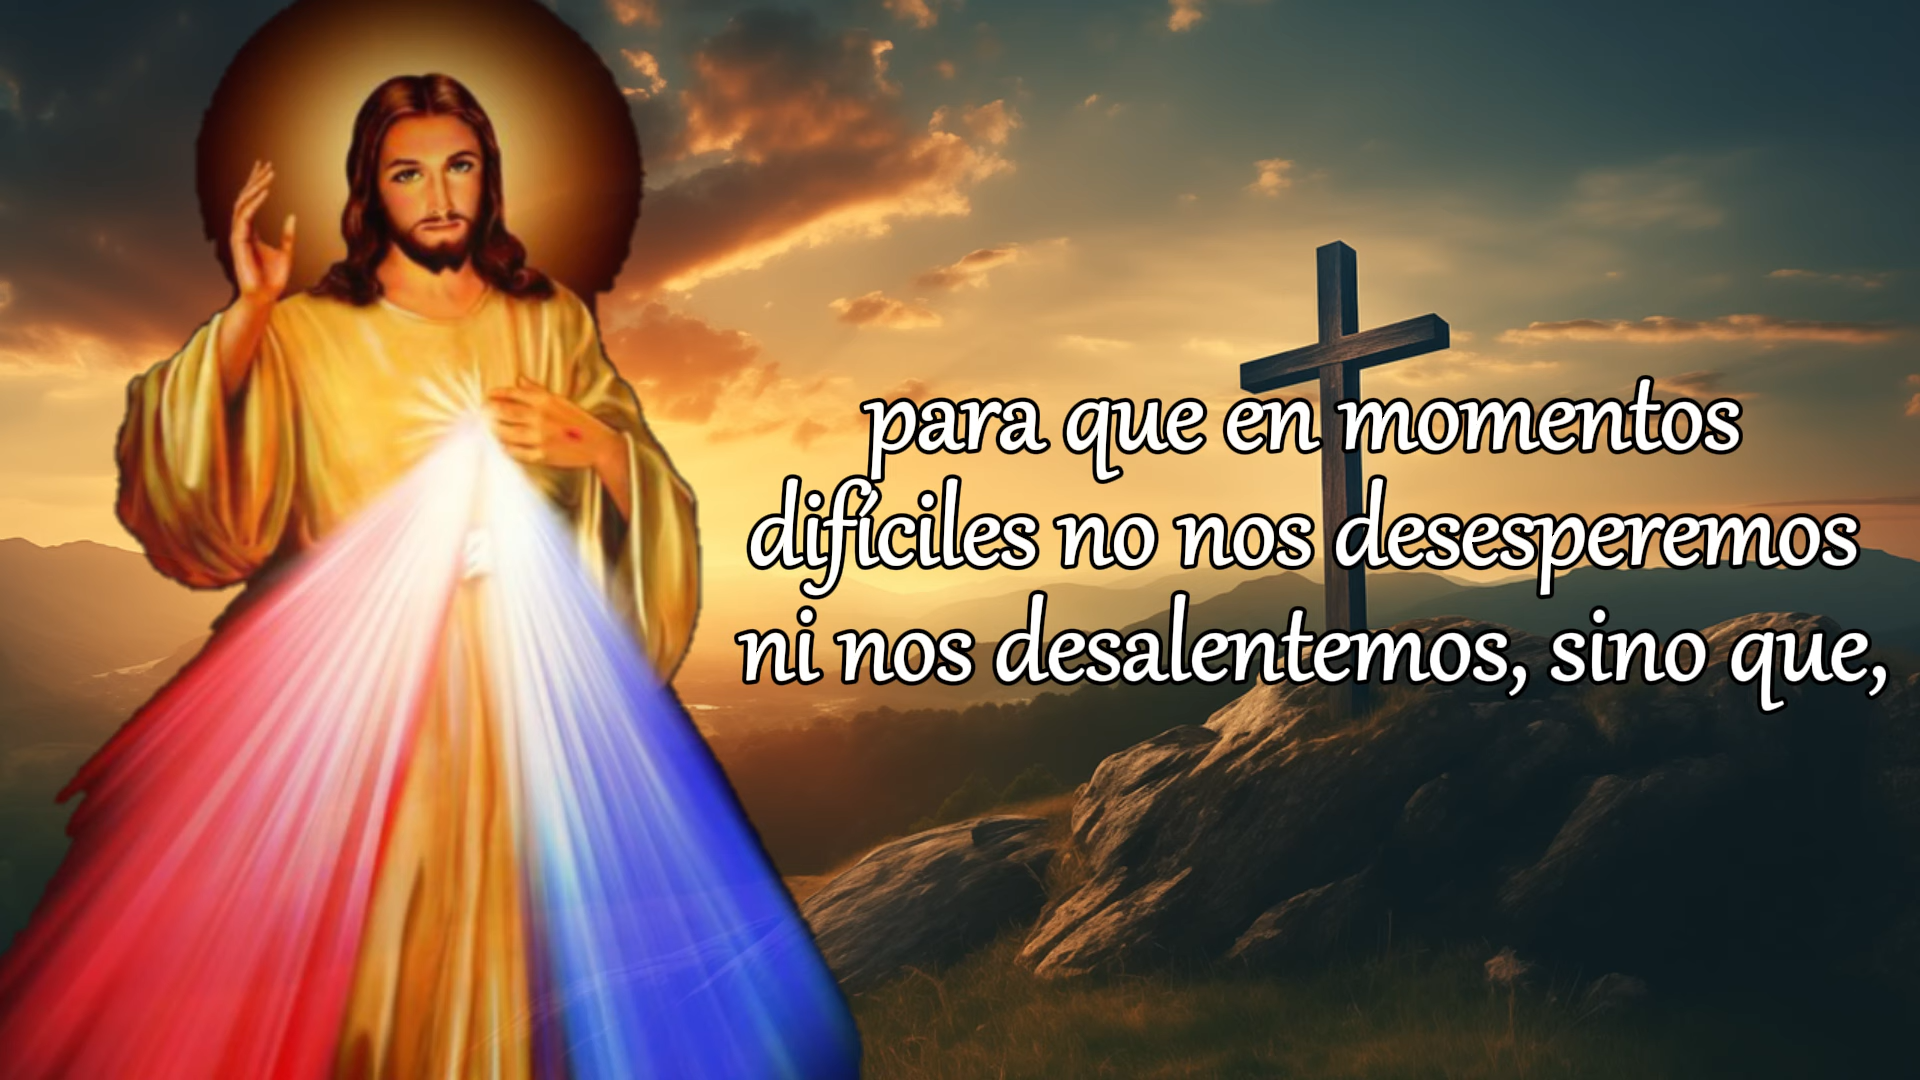 para que en momentos
difíciles no nos desesperemos
ni nos desalentemos, sino que,